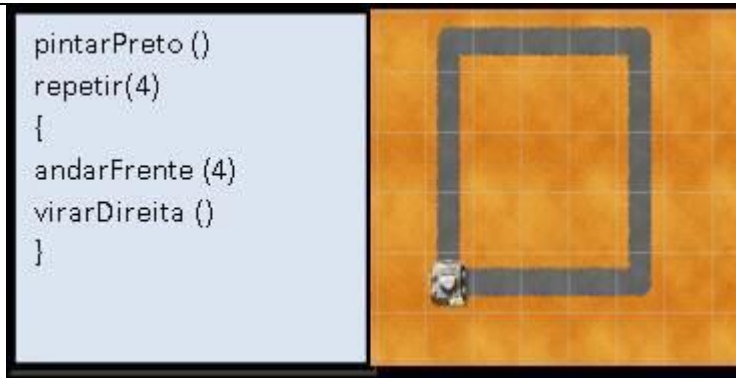 pintarPreto ()
repetir(4)
{
andarFrente (4)
virarDireita ()
}